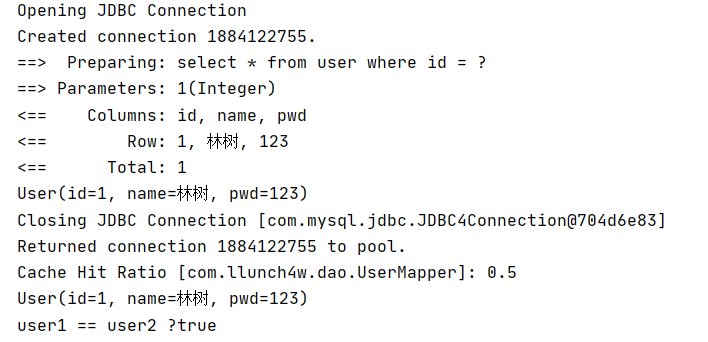 Opening JDBC Connection
Created connection 1884122755.
==>  Preparing: select * from user where id = ?
==> Parameters: 1(Integer)
<==    Columns: id, name, pwd
<==        Row: 1, 林树, 123
<==      Total: 1
User(id=1, name=林树, pwd=123)
Closing JDBC Connection [com.mysql.jdbc.JDBC4Connection@704d6e83]
Returned connection 1884122755 to pool.
Cache Hit Ratio [com.llunch4w.dao.UserMapper]: 0.5
User(id=1, name=林树, pwd=123)
user1 == user2 ?true